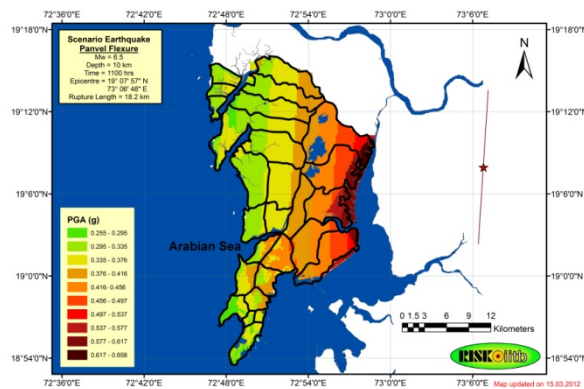 72°36'0"E 72°42'0"E 72°48'0"E 72°54'0"E 73°0'0"E 73°6'0"E
19°18'0"N
19°12'0"N
19°6'0"N
19°0'0"N
18°54'0"N
Scenario Earthquake
Panvel Flexure
Mw = 6.5
Depth = 10 km
Time = 1100 hrs
Epicentre = 19° 07' 57" N
73° 06' 48" E
Rupture Length = 18.2 km
N
19°18'0"N
19°12'0"N
19°6'0"N
19°0'0"N
18°54'0"N
Arabian Sea
PGA (g)
0.255 - 0.295
0.295 - 0.335
0.335 - 0.376
0.376 - 0.416
0.416 - 0.456
0.456 - 0.497
0.497 - 0.537
0.537 - 0.577
0.577 - 0.617
0.617 - 0.658
0 1.5 3 6 9 12
Kilometers
RISK.iitb
72°36'0"E 72°42'0"E 72°48'0"E 72°54'0"E 73°0'0"E 73°6'0"E
Map updated on 15.03.2012